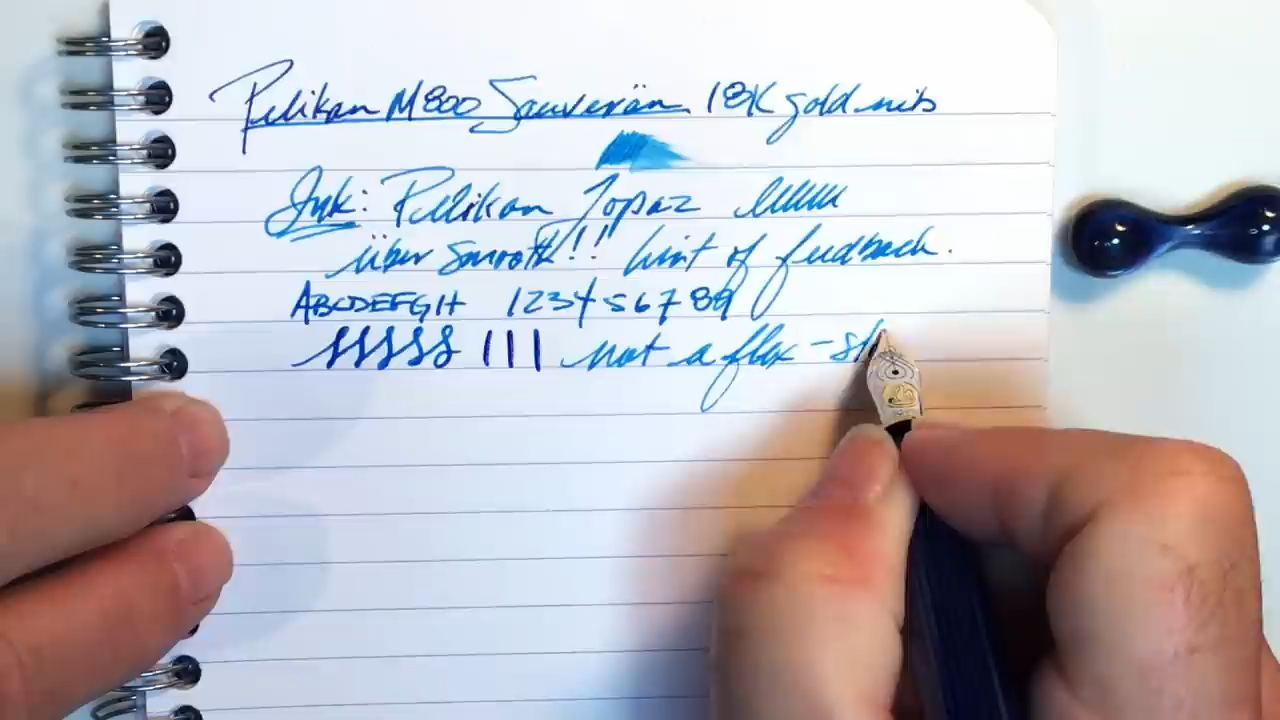 Pelikan M800 Souverän 18K gold nib
Ink: Pelikan Topaz
über smooth!! hint of feedback.
ABCDEFGH 123456789
not a flex -